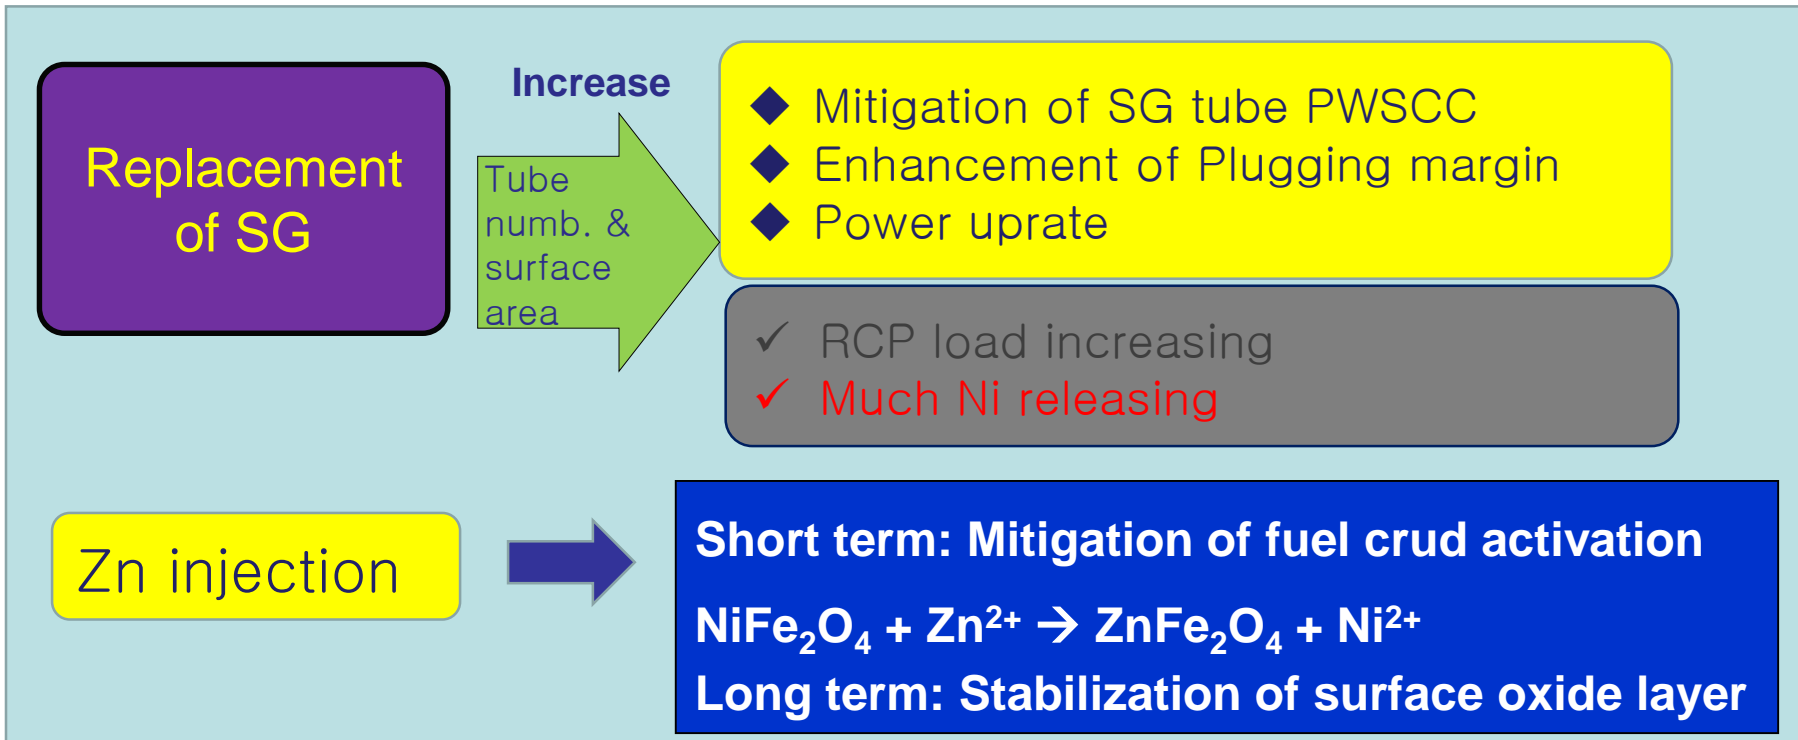 Replacement
of SG
Increase
Tube
numb. &
surface
area
◆ Mitigation of SG tube PWSCC
◆ Enhancement of Plugging margin
◆ Power uprate
✓ RCP load increasing
✓ Much Ni releasing
Zn injection
Short term: Mitigation of fuel crud activation
NiFe₂O₄ + Zn²⁺ → ZnFe₂O₄ + Ni²⁺
Long term: Stabilization of surface oxide layer